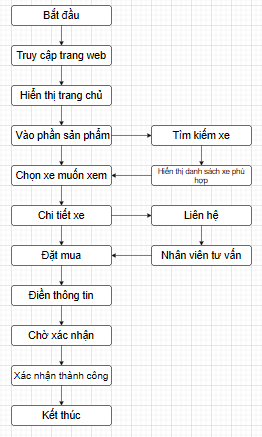 Bắt đầu
Truy cập trang web
Hiển thị trang chủ
Vào phần sản phẩm
Tìm kiếm xe
Chọn xe muốn xem
Hiển thị danh sách xe phù
hợp
Chi tiết xe
Liên hệ
Đặt mua
Nhân viên tư vấn
Điền thông tin
Chờ xác nhận
Xác nhận thành công
Kết thúc